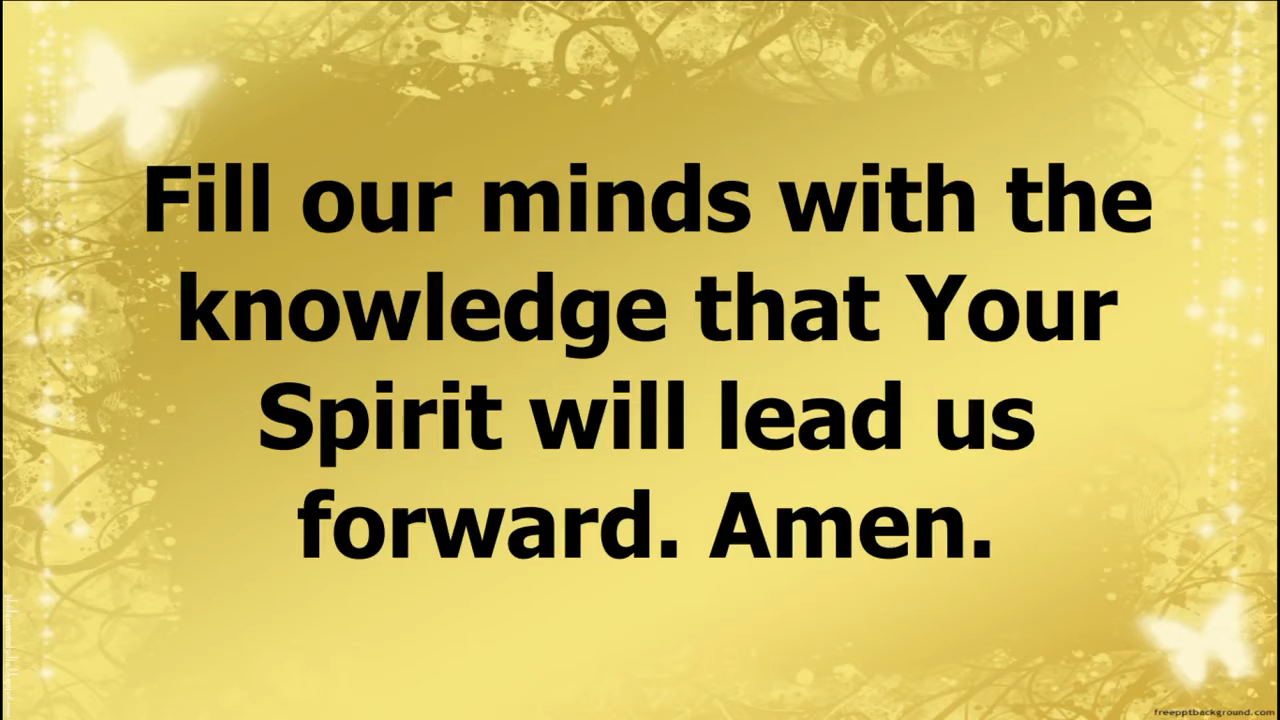 Fill our minds with the
knowledge that Your
Spirit will lead us
forward. Amen.
freepptbackground.com